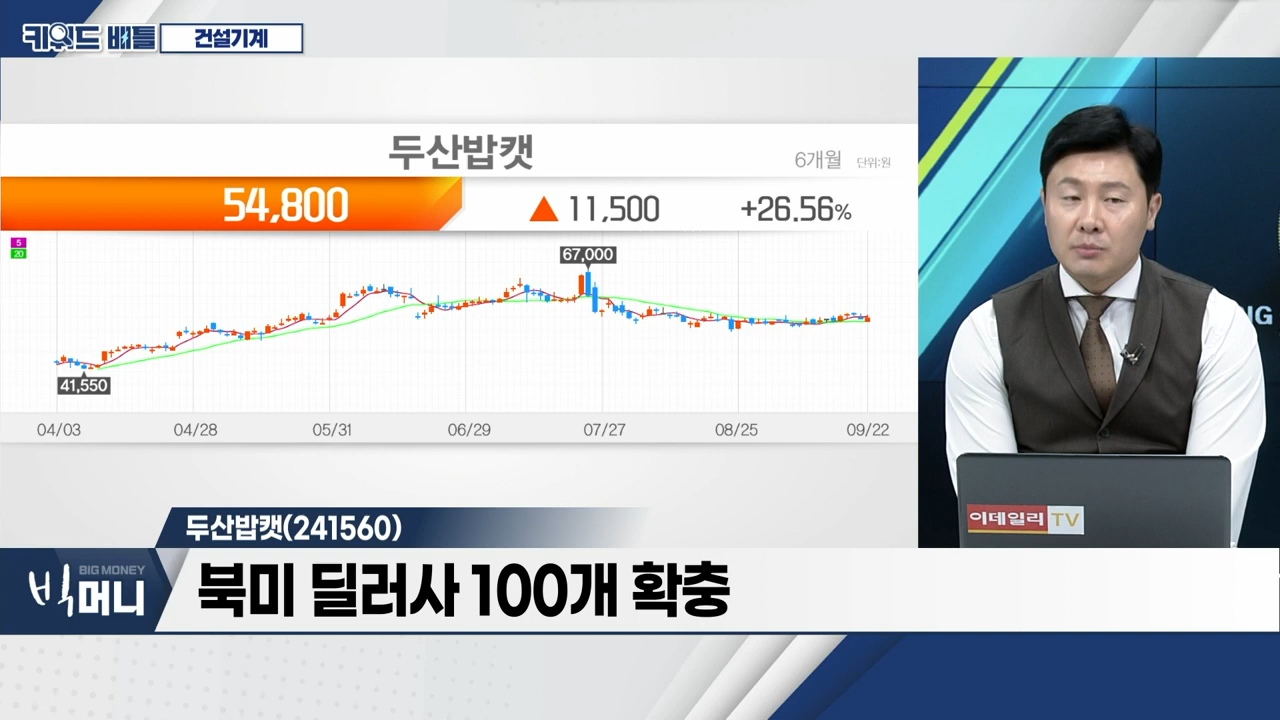 키워드 배틀 건설기계
두산밥캣
6개월 단위:원
54,800 ▲ 11,500 +26.56%
5
20
67,000
41,550
04/03 04/28 05/31 06/29 07/27 08/25 09/22
이데일리TV
두산밥캣(241560)
BIG MONEY
빅머니
북미 딜러사 100개 확충